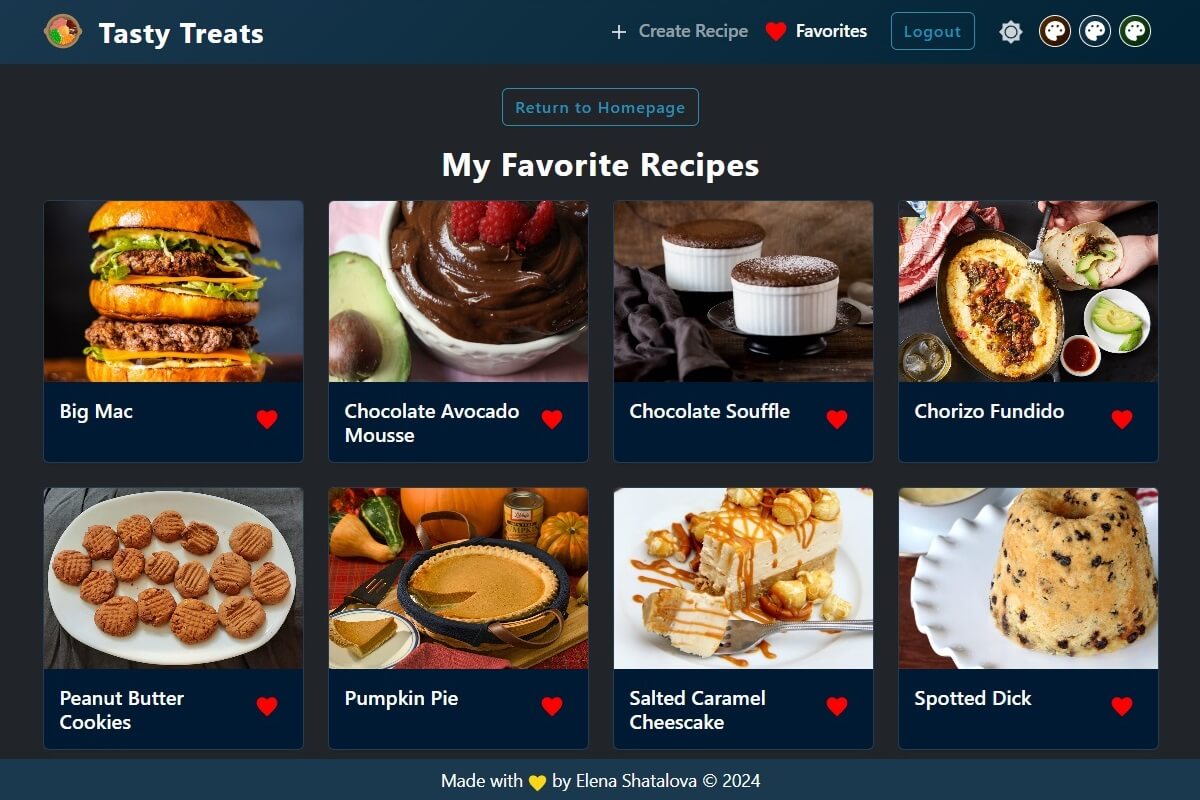 Tasty Treats
Create Recipe
Favorites
Logout
Return to Homepage
My Favorite Recipes
Big Mac
Chocolate Avocado
Mousse
Chocolate Souffle
Chorizo Fundido
Peanut Butter
Cookies
Pumpkin Pie
Salted Caramel
Cheescake
Spotted Dick
Made with 💛 by Elena Shatalova © 2024